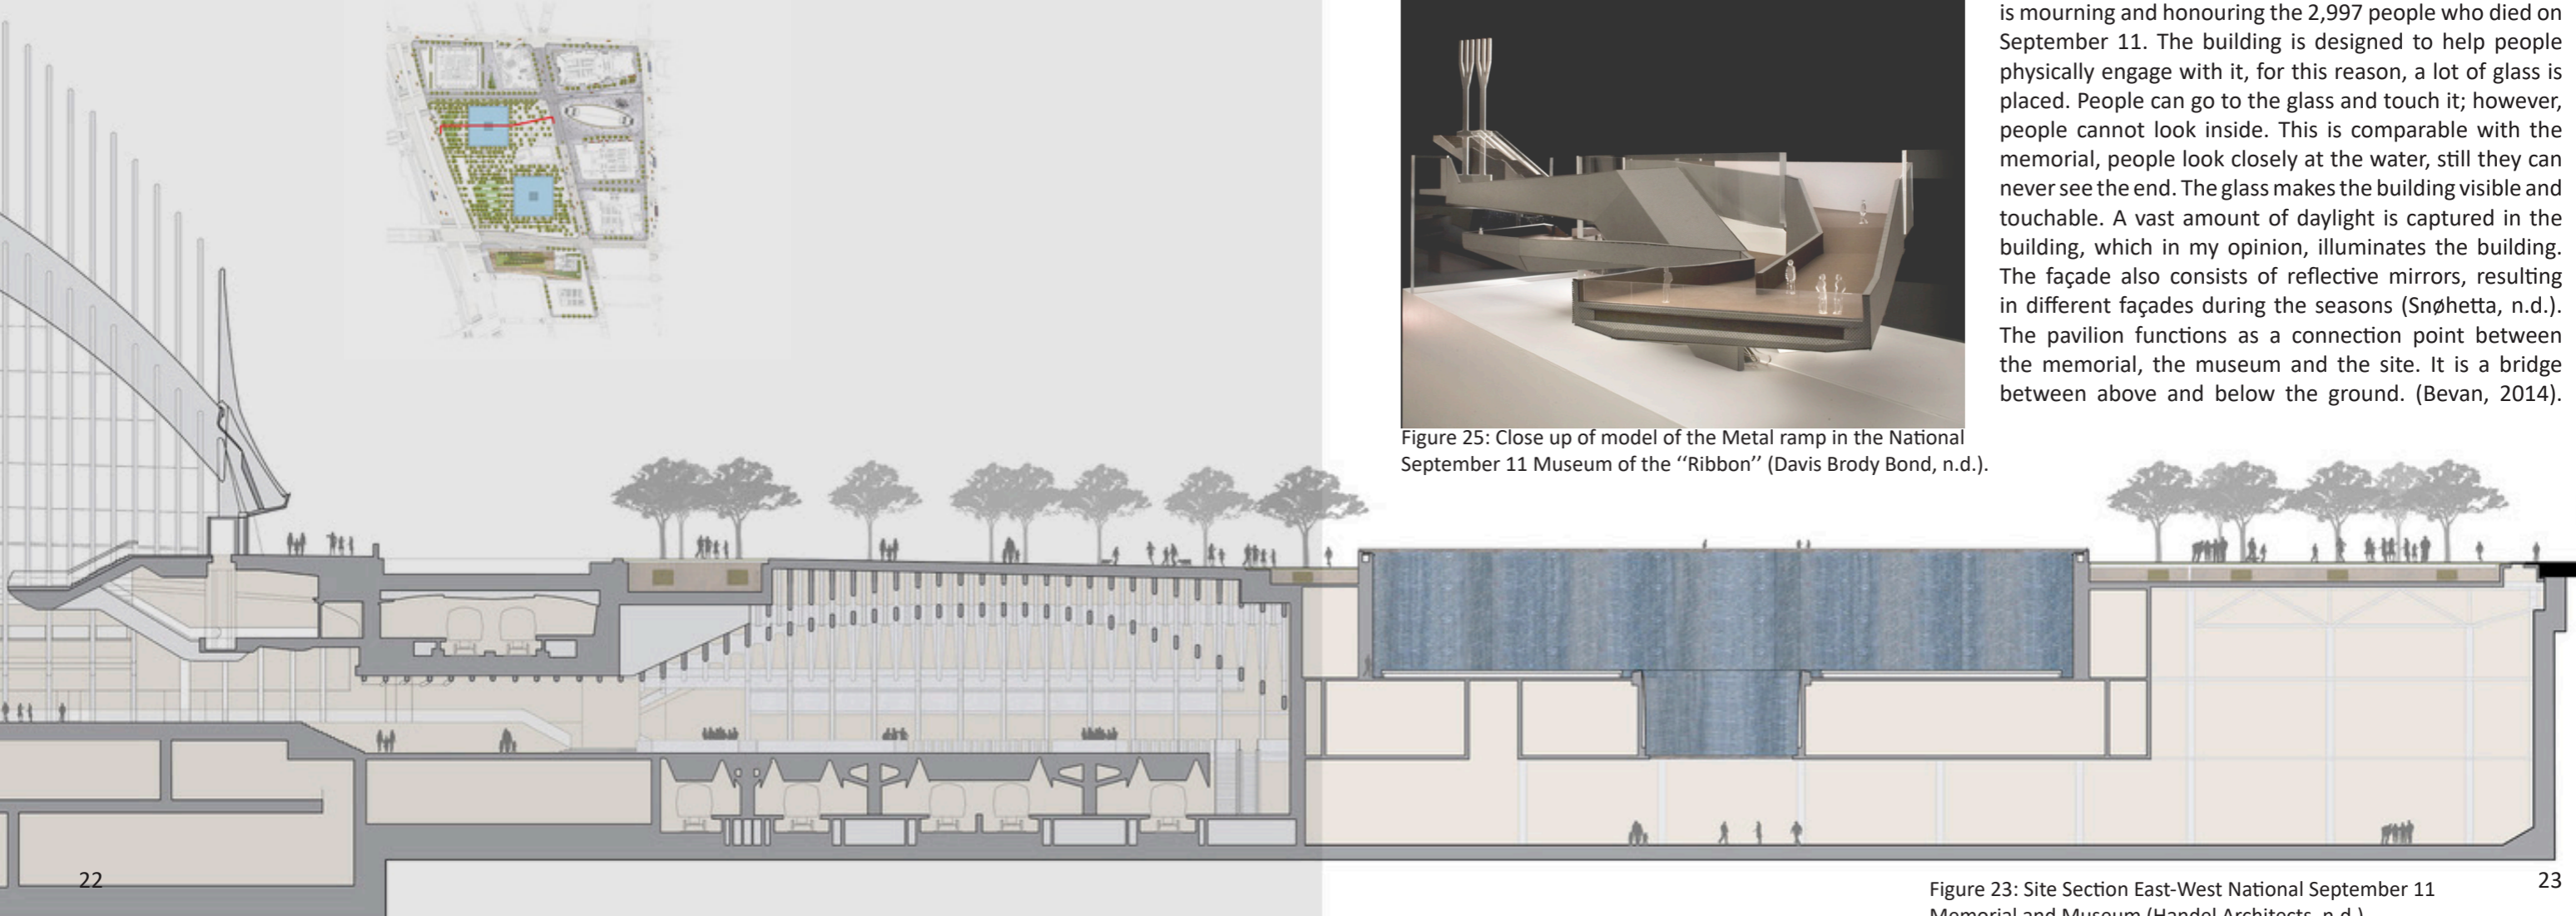 is mourning and honouring the 2,997 people who died on
September 11. The building is designed to help people
physically engage with it, for this reason, a lot of glass is
placed. People can go to the glass and touch it; however,
people cannot look inside. This is comparable with the
memorial, people look closely at the water, still they can
never see the end. The glass makes the building visible and
touchable. A vast amount of daylight is captured in the
building, which in my opinion, illuminates the building.
The façade also consists of reflective mirrors, resulting
in different façades during the seasons (Snøhetta, n.d.).
The pavilion functions as a connection point between
the memorial, the museum and the site. It is a bridge
between above and below the ground. (Bevan, 2014).
Figure 25: Close up of model of the Metal ramp in the National
September 11 Museum of the ‘‘Ribbon’’ (Davis Brody Bond, n.d.).
22
Figure 23: Site Section East-West National September 11
Memorial and Museum (Handel Architects, n.d.)
23